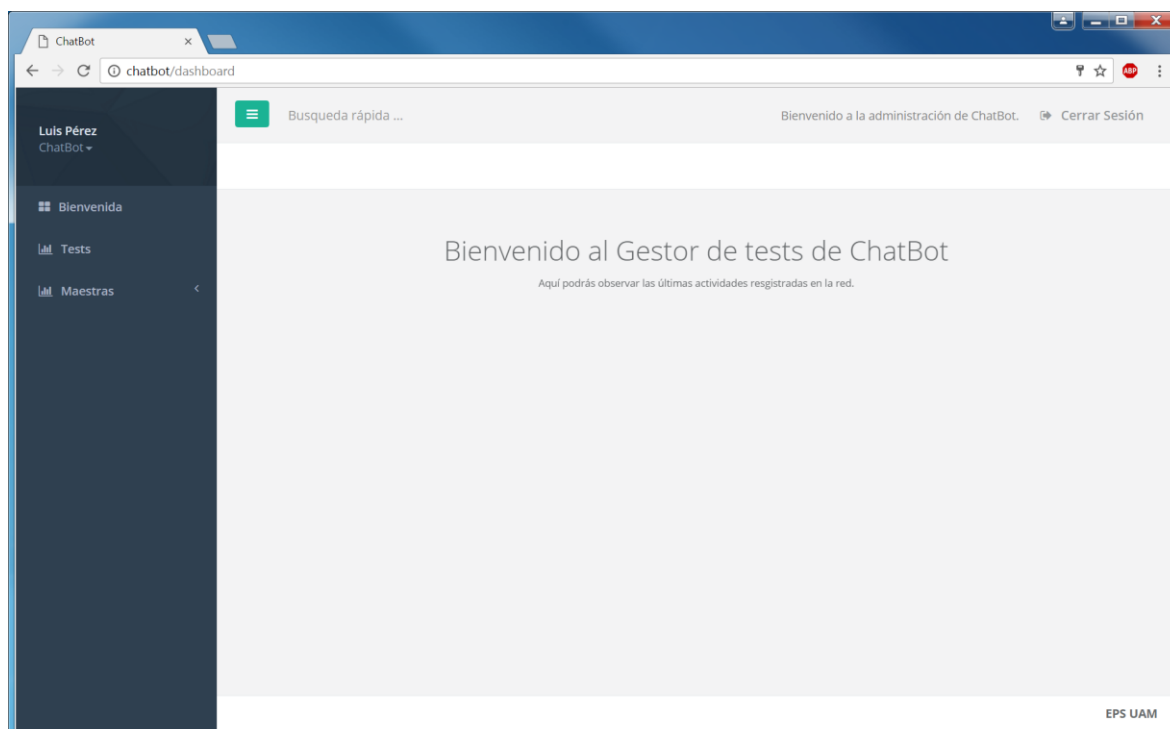 ChatBot
chatbot/dashboard
ABP
Luis Pérez
ChatBot
Busqueda rápida ...
Bienvenido a la administración de ChatBot.
Cerrar Sesión
Bienvenida
Tests
Maestras
Bienvenido al Gestor de tests de ChatBot
Aquí podrás observar las últimas actividades resgistradas en la red.
EPS UAM